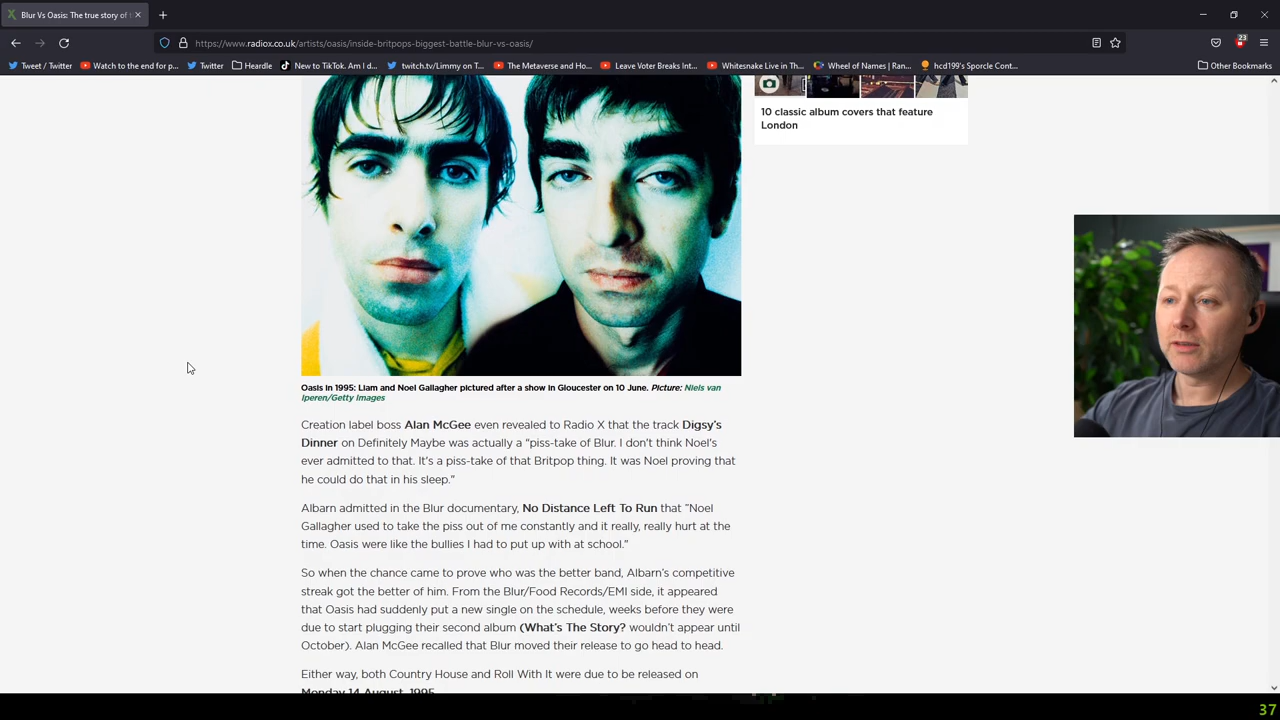 Blur Vs Oasis: The true story of
https://www.radiox.co.uk/artists/oasis/inside-britpops-biggest-battle-blur-vs-oasis/
23
Tweet / Twitter
Watch to the end for p...
Twitter
Heardle
New to TikTok. Am I d...
twitch.tv/Limmy on T...
The Metaverse and Ho...
Leave Voter Breaks Int...
Whitesnake Live in Th...
Wheel of Names | Ran...
hcd199's Sporcle Cont...
Other Bookmarks
10 classic album covers that feature
London
Oasis in 1995: Liam and Noel Gallagher pictured after a show in Gloucester on 10 June. Picture: Niels van
Iperen/Getty Images
Creation label boss Alan McGee even revealed to Radio X that the track Digsy's
Dinner on Definitely Maybe was actually a "piss-take of Blur. I don't think Noel's
ever admitted to that. It's a piss-take of that Britpop thing. It was Noel proving that
he could do that in his sleep."
Albarn admitted in the Blur documentary, No Distance Left To Run that "Noel
Gallagher used to take the piss out of me constantly and it really, really hurt at the
time. Oasis were like the bullies I had to put up with at school."
So when the chance came to prove who was the better band, Albarn's competitive
streak got the better of him. From the Blur/Food Records/EMI side, it appeared
that Oasis had suddenly put a new single on the schedule, weeks before they were
due to start plugging their second album (What's The Story? wouldn't appear until
October). Alan McGee recalled that Blur moved their release to go head to head.
Either way, both Country House and Roll With It were due to be released on
Monday 14 August, 1995.
37